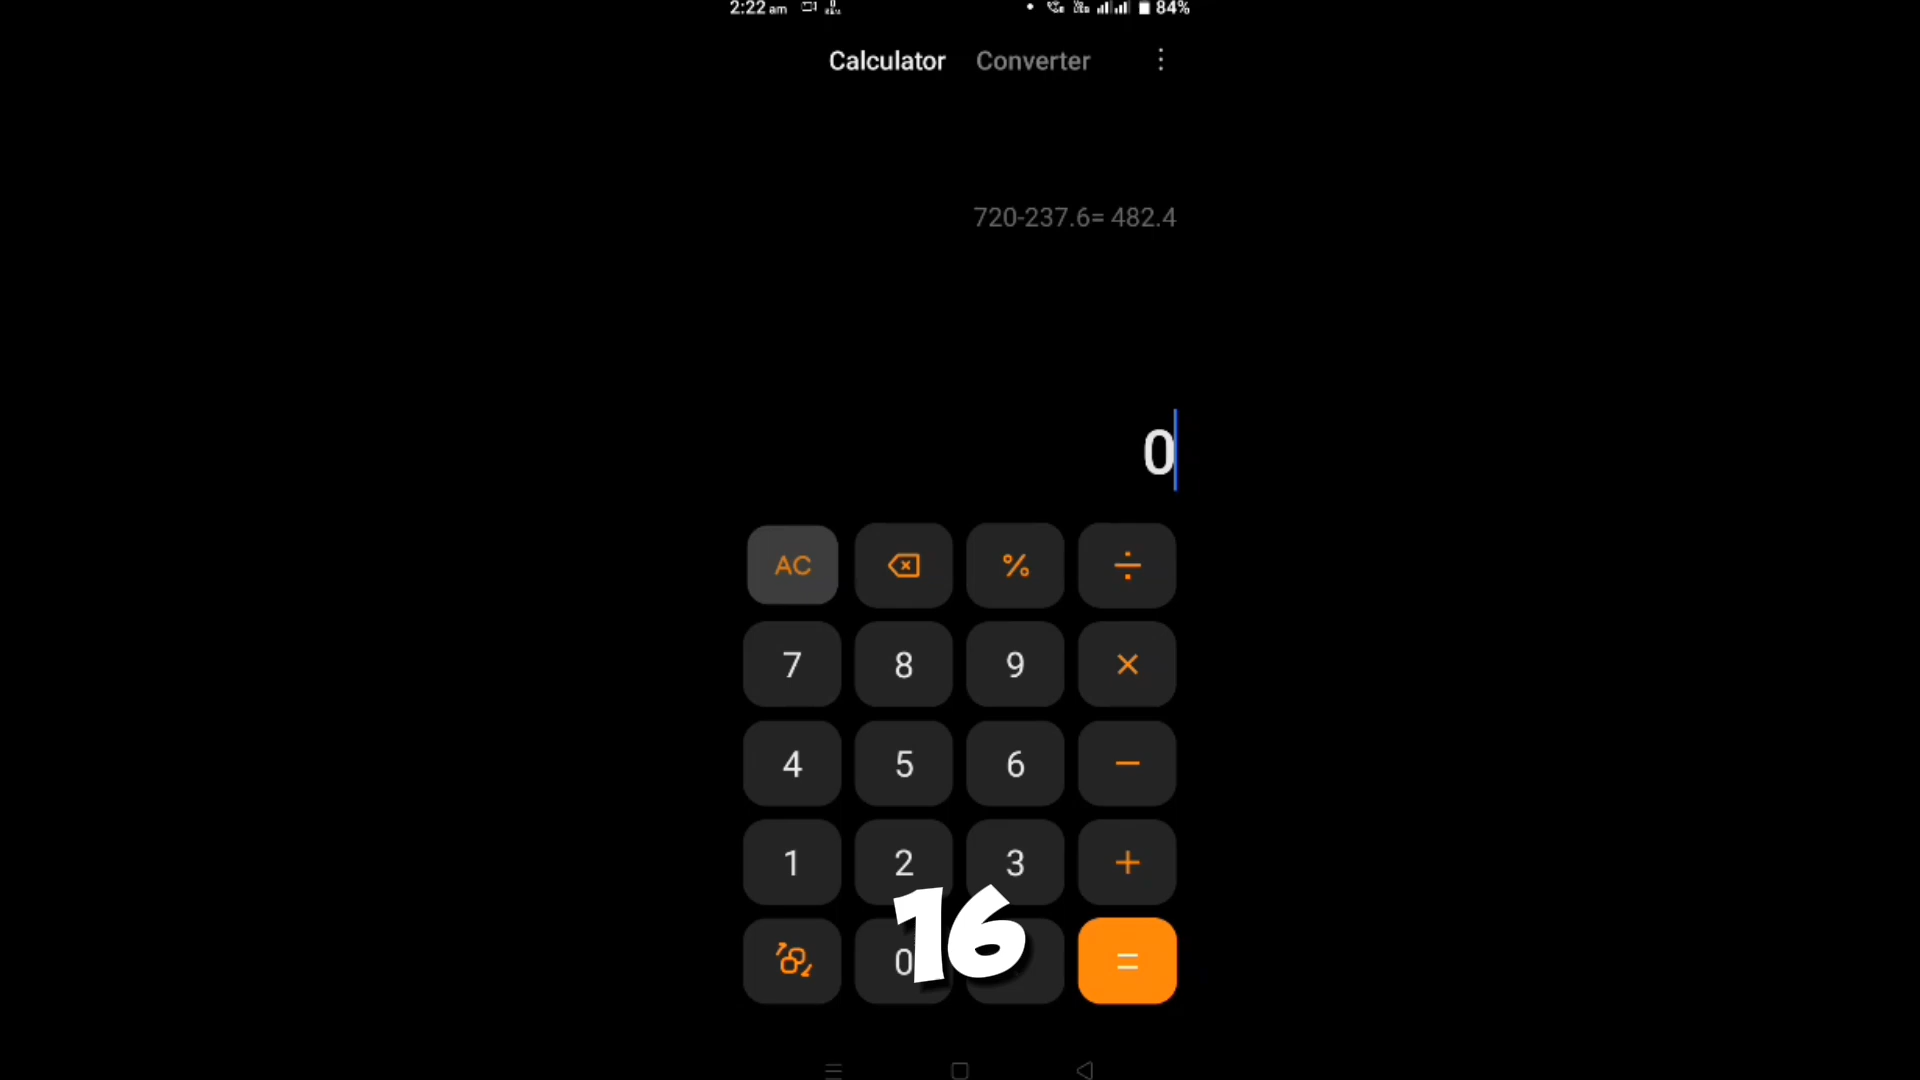 2:22 am 84%
Calculator Converter
720-237.6= 482.4
0
AC % ÷
7 8 9 ×
4 5 6 −
1 2 3 +
0 =
16